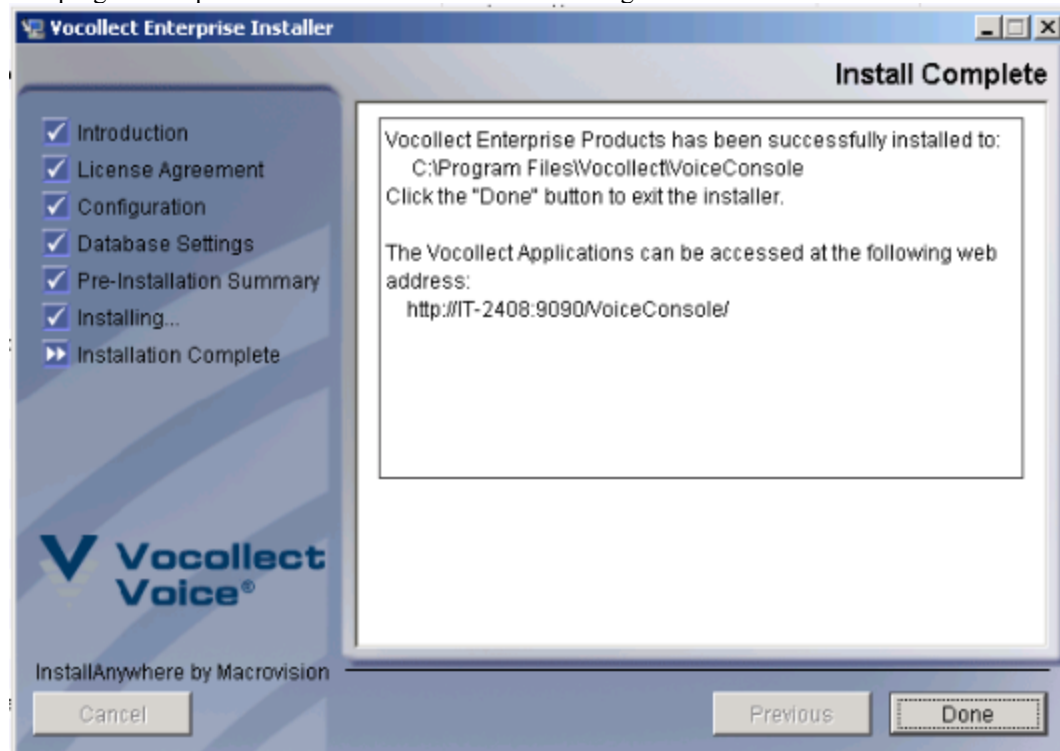 Vocollect Enterprise Installer
Install Complete
Introduction
License Agreement
Configuration
Database Settings
Pre-Installation Summary
Installing...
Installation Complete
Vocollect Enterprise Products has been successfully installed to:
C:\Program Files\Vocollect\VoiceConsole
Click the "Done" button to exit the installer.
The Vocollect Applications can be accessed at the following web
address:
http://IT-2408:9090/VoiceConsole/
V Vocollect
Voice®
InstallAnywhere by Macrovision
Cancel
Previous
Done